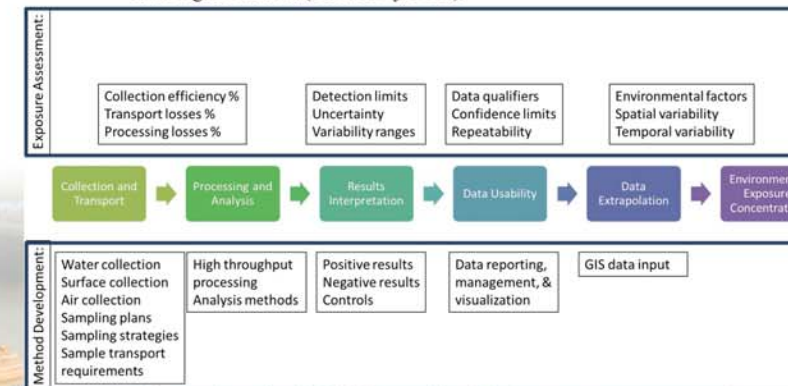 Exposure Assessment:
Collection efficiency %
Transport losses %
Processing losses %
Detection limits
Uncertainty
Variability ranges
Data qualifiers
Confidence limits
Repeatability
Environmental factors
Spatial variability
Temporal variability
Collection and
Transport
Processing and
Analysis
Results
Interpretation
Data Usability
Data
Extrapolation
Exposure
Method Development:
Water collection
Surface collection
Air collection
Sampling plans
Sampling strategies
Sample transport
requirements
High throughput
processing
Analysis methods
Positive results
Negative results
Controls
Data reporting,
management, &
visualization
GIS data input